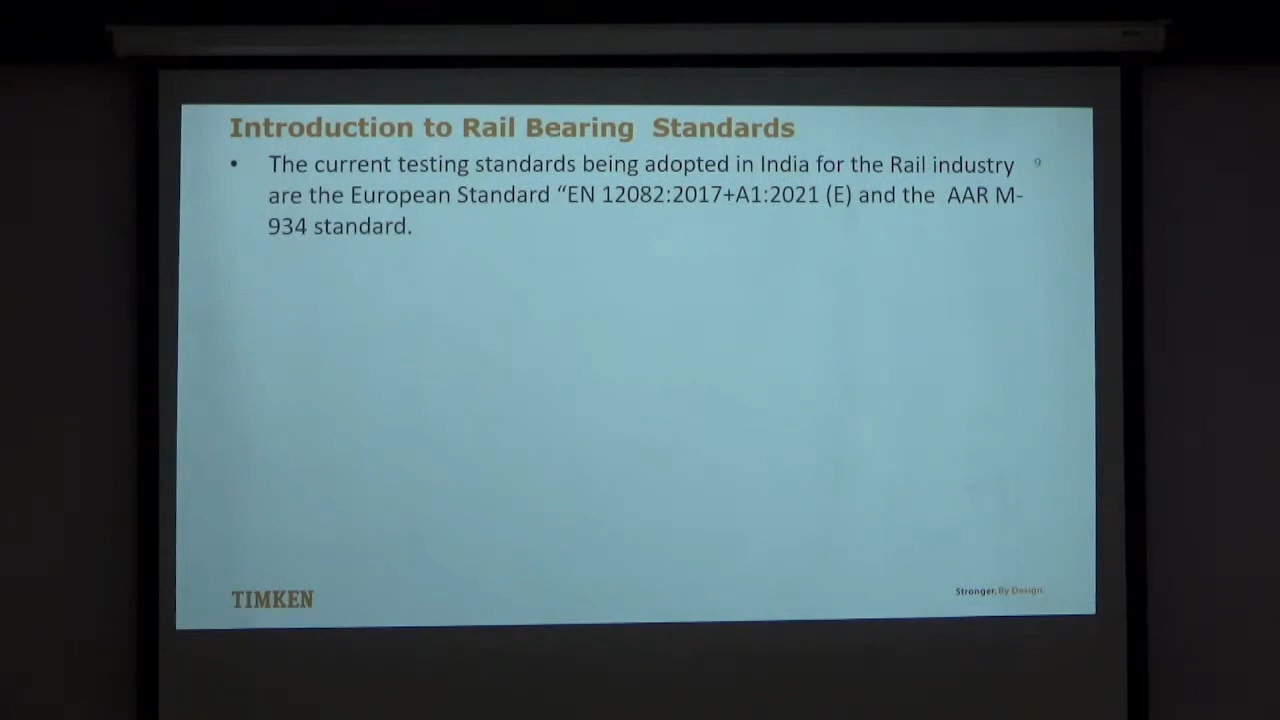 Introduction to Rail Bearing Standards
• The current testing standards being adopted in India for the Rail industry
9
are the European Standard “EN 12082:2017+A1:2021 (E) and the AAR M-
934 standard.
TIMKEN
Stronger. By Design.